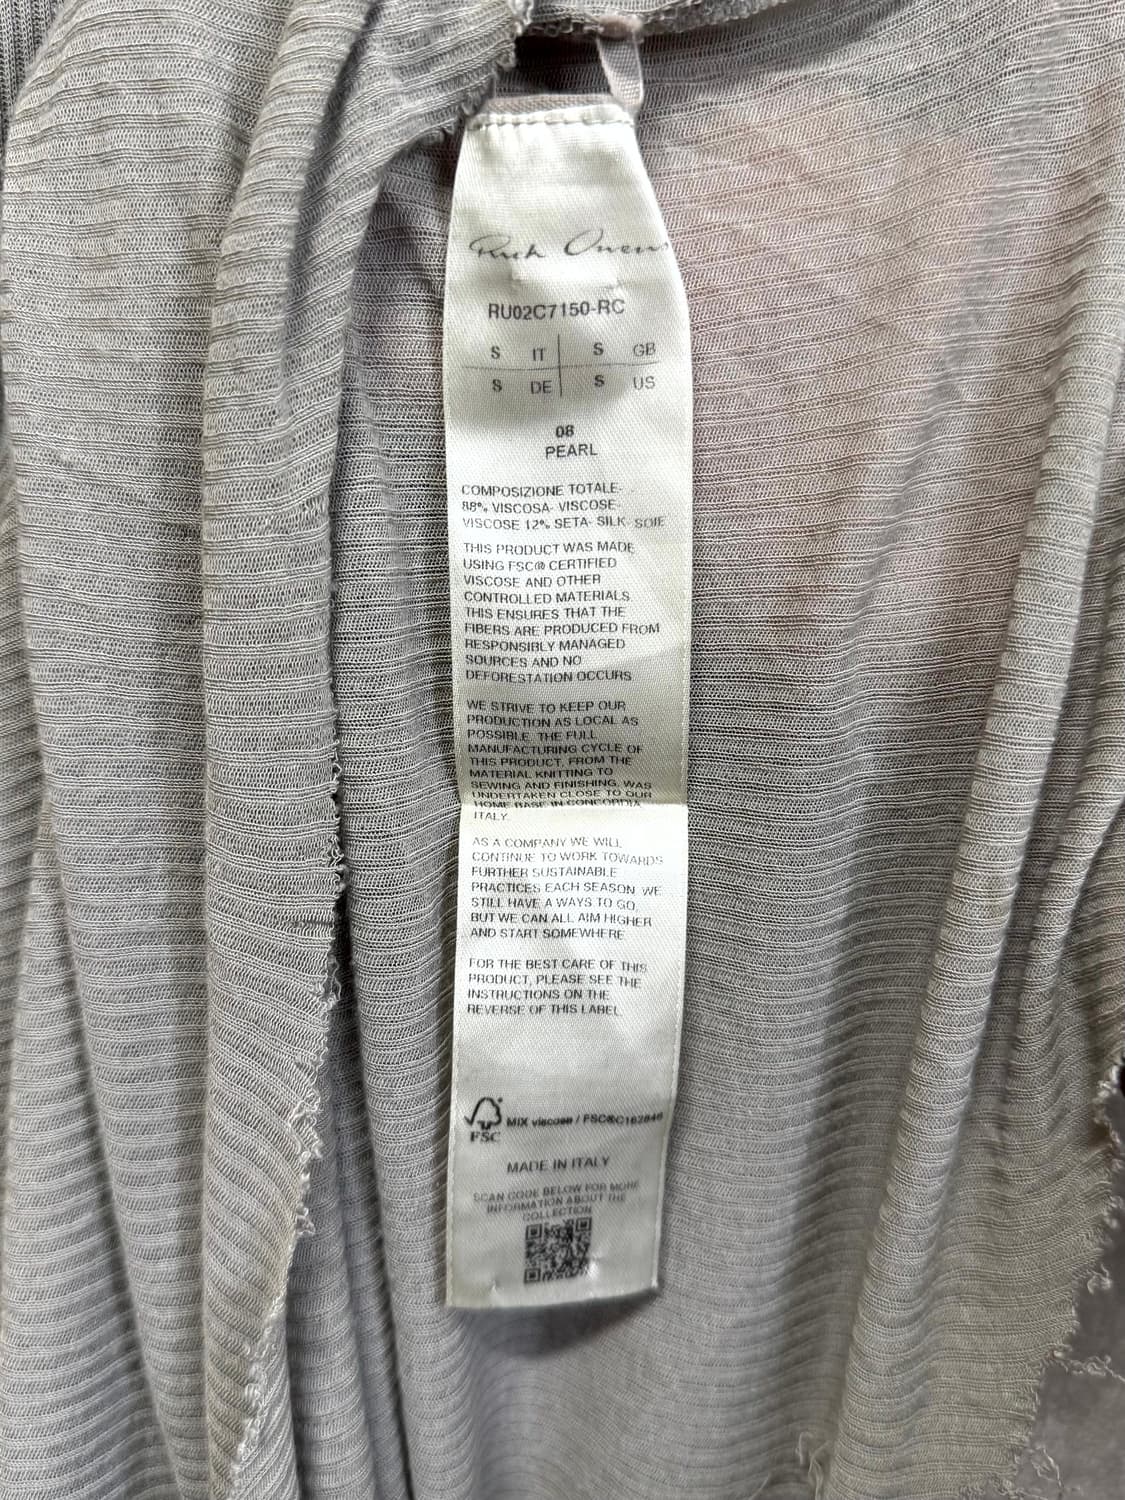 Rick Owens
RU02C7150-RC
S IT S GB
S DE S US
08
PEARL
COMPOSIZIONE TOTALE-
88% VISCOSA- VISCOSE-
VISCOSE 12% SETA- SILK- SOIE
THIS PRODUCT WAS MADE
USING FSC® CERTIFIED
VISCOSE AND OTHER
CONTROLLED MATERIALS.
THIS ENSURES THAT THE
FIBERS ARE PRODUCED FROM
RESPONSIBLY MANAGED
SOURCES AND NO
DEFORESTATION OCCURS
WE STRIVE TO KEEP OUR
PRODUCTION AS LOCAL AS
POSSIBLE. THE FULL
MANUFACTURING CYCLE OF
THIS PRODUCT, FROM THE
MATERIAL KNITTING TO
SEWING AND FINISHING, WAS
UNDERTAKEN CLOSE TO OUR
HOME BASE IN CONCORDIA,
ITALY.
AS A COMPANY WE WILL
CONTINUE TO WORK TOWARDS
FURTHER SUSTAINABLE
PRACTICES EACH SEASON. WE
STILL HAVE A WAYS TO GO,
BUT WE CAN ALL AIM HIGHER
AND START SOMEWHERE
FOR THE BEST CARE OF THIS
PRODUCT, PLEASE SEE THE
INSTRUCTIONS ON THE
REVERSE OF THIS LABEL
FSC
MIX viscose / FSC®C162846
MADE IN ITALY
SCAN CODE BELOW FOR MORE
INFORMATION ABOUT THE
COLLECTION